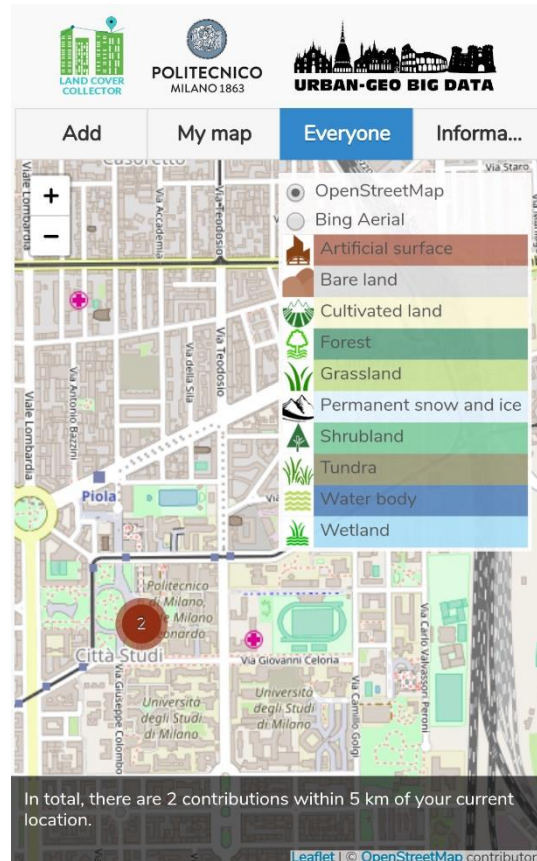 LAND COVER
COLLECTOR
POLITECNICO
MILANO 1863
URBAN-GEO BIG DATA
Add
My map
Everyone
Informa...
Casoretto
Via Staro
Viale Lombardia
Via Accademia
Via Teodosio
+
−
OpenStreetMap
Bing Aerial
Artificial surface
Bare land
Cultivated land
Forest
Grassland
Permanent snow and ice
Shrubland
Tundra
Water body
Wetland
Via Teodosio
Via della Sila
Via Antonio Bazzini
Viale Lombardia
Piola
Via
Politecnico
di Milano,
Milano
Leonardo
2
Città Studi
Via Giovanni Celoria
Via Giuseppe Colombo
Università
degli Studi
di Milano
Università
degli Studi
di Milano
Via Camillo Golgi
Via Carlo Valvassori Peroni
In total, there are 2 contributions within 5 km of your current
location.
Leaflet | © OpenStreetMap contributor